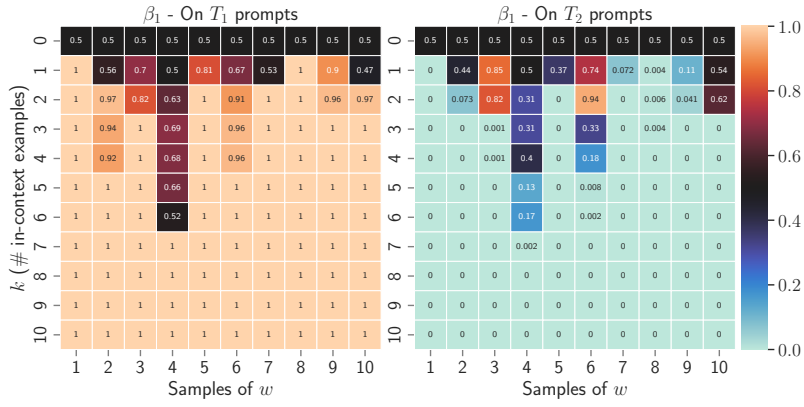 β₁ - On T₁ prompts
β₁ - On T₂ prompts
k (# in-context examples)
0 0.5 0.5 0.5 0.5 0.5 0.5 0.5 0.5 0.5 0.5
1 1 0.56 0.7 0.5 0.81 0.67 0.53 1 0.9 0.47
2 1 0.97 0.82 0.63 1 0.91 1 1 0.96 0.97
3 1 0.94 1 0.69 1 0.96 1 1 1 1
4 1 0.92 1 0.68 1 0.96 1 1 1 1
5 1 1 1 0.66 1 1 1 1 1 1
6 1 1 1 0.52 1 1 1 1 1 1
7 1 1 1 1 1 1 1 1 1 1
8 1 1 1 1 1 1 1 1 1 1
9 1 1 1 1 1 1 1 1 1 1
10 1 1 1 1 1 1 1 1 1 1
1 2 3 4 5 6 7 8 9 10
Samples of w
0 0.5 0.5 0.5 0.5 0.5 0.5 0.5 0.5 0.5 0.5
1 0 0.44 0.85 0.5 0.37 0.74 0.072 0.004 0.11 0.54
2 0 0.073 0.82 0.31 0 0.94 0 0.006 0.041 0.62
3 0 0 0.001 0.31 0 0.33 0 0.004 0 0
4 0 0 0.001 0.4 0 0.18 0 0 0 0
5 0 0 0 0.13 0 0.008 0 0 0 0
6 0 0 0 0.17 0 0.002 0 0 0 0
7 0 0 0 0.002 0 0 0 0 0 0
8 0 0 0 0 0 0 0 0 0 0
9 0 0 0 0 0 0 0 0 0 0
10 0 0 0 0 0 0 0 0 0 0
1 2 3 4 5 6 7 8 9 10
Samples of w
1.0
0.8
0.6
0.4
0.2
0.0